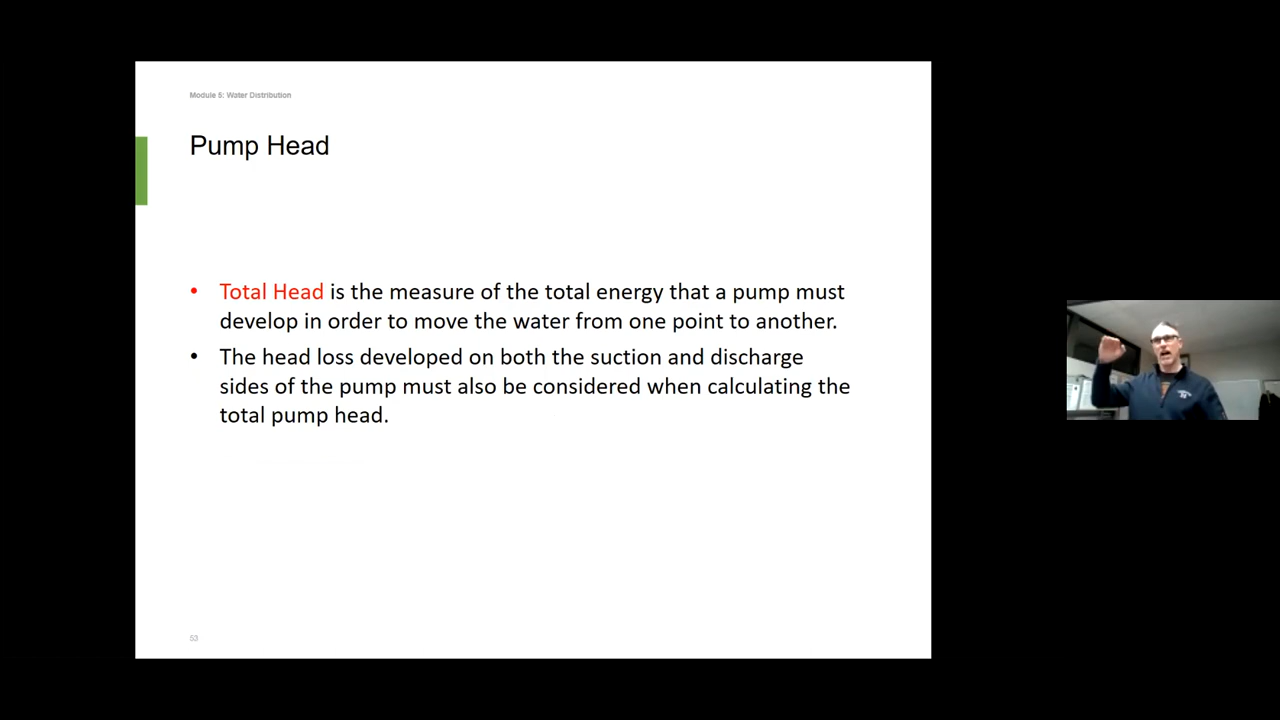 Module 5: Water Distribution
Pump Head
• Total Head is the measure of the total energy that a pump must
develop in order to move the water from one point to another.
• The head loss developed on both the suction and discharge
sides of the pump must also be considered when calculating the
total pump head.
53